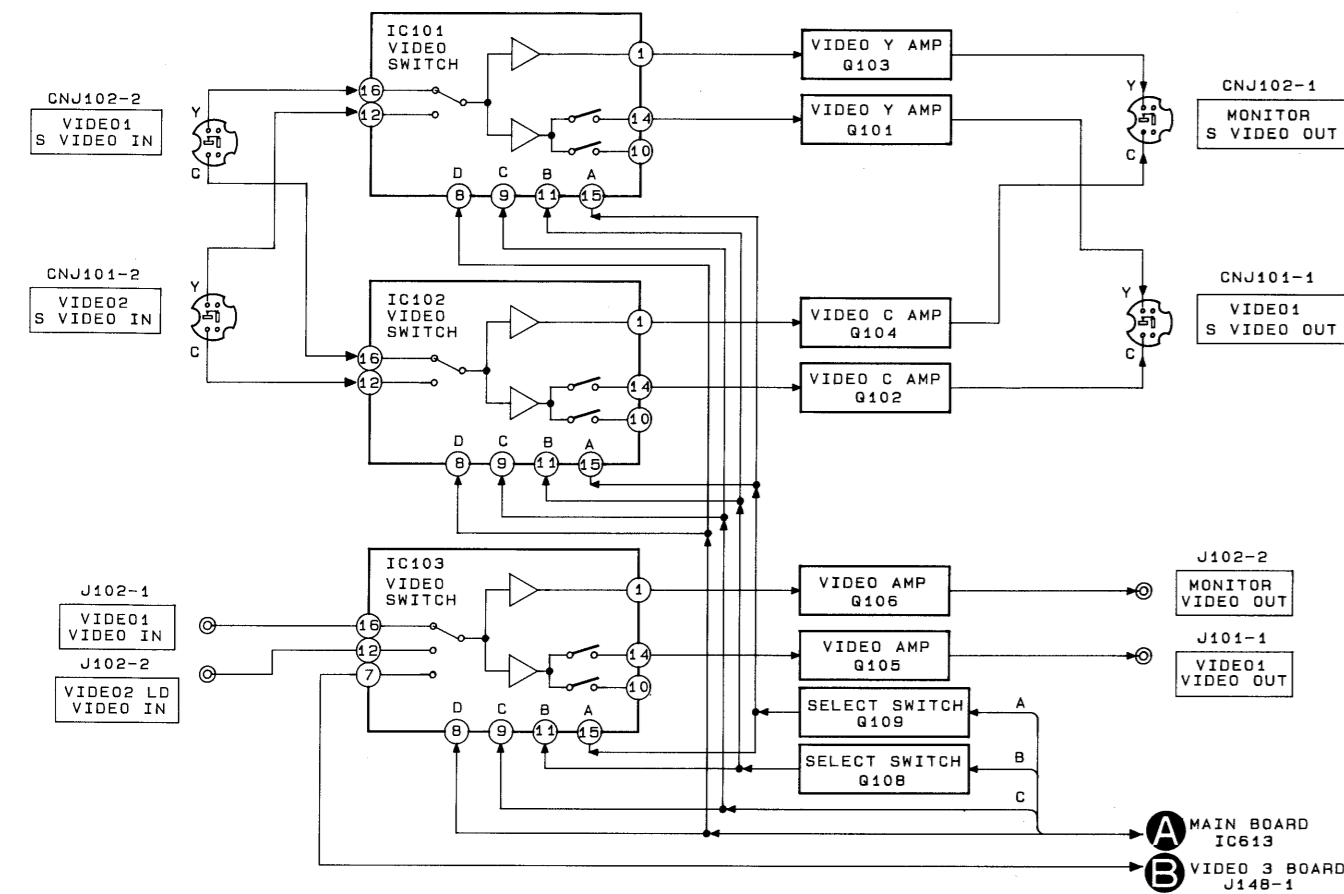 IC101
VIDEO
SWITCH
1
16
12
14
10
D
C
B
A
8
9
11
15
CNJ102-2
VIDEO1
S VIDEO IN
Y
C
VIDEO Y AMP
Q103
VIDEO Y AMP
Q101
Y
C
CNJ102-1
MONITOR
S VIDEO OUT
CNJ101-2
VIDEO2
S VIDEO IN
Y
C
IC102
VIDEO
SWITCH
1
16
12
14
10
D
C
B
A
8
9
11
15
VIDEO C AMP
Q104
VIDEO C AMP
Q102
Y
C
CNJ101-1
VIDEO1
S VIDEO OUT
J102-1
VIDEO1
VIDEO IN
J102-2
VIDEO2 LD
VIDEO IN
IC103
VIDEO
SWITCH
1
16
12
7
14
10
D
C
B
A
8
9
11
15
VIDEO AMP
Q106
VIDEO AMP
Q105
J102-2
MONITOR
VIDEO OUT
J101-1
VIDEO1
VIDEO OUT
SELECT SWITCH
Q109
A
SELECT SWITCH
Q108
B
C
A
MAIN BOARD
IC613
B
VIDEO 3 BOARD
J148-1